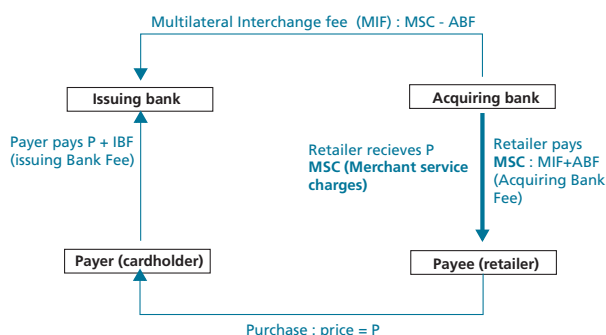 Multilateral Interchange fee (MIF) : MSC - ABF
Issuing bank
Acquiring bank
Payer pays P + IBF
(issuing Bank Fee)
Retailer recieves P
MSC (Merchant service
charges)
Retailer pays
MSC : MIF+ABF
(Acquiring Bank
Fee)
Payer (cardholder)
Payee (retailer)
Purchase : price = P